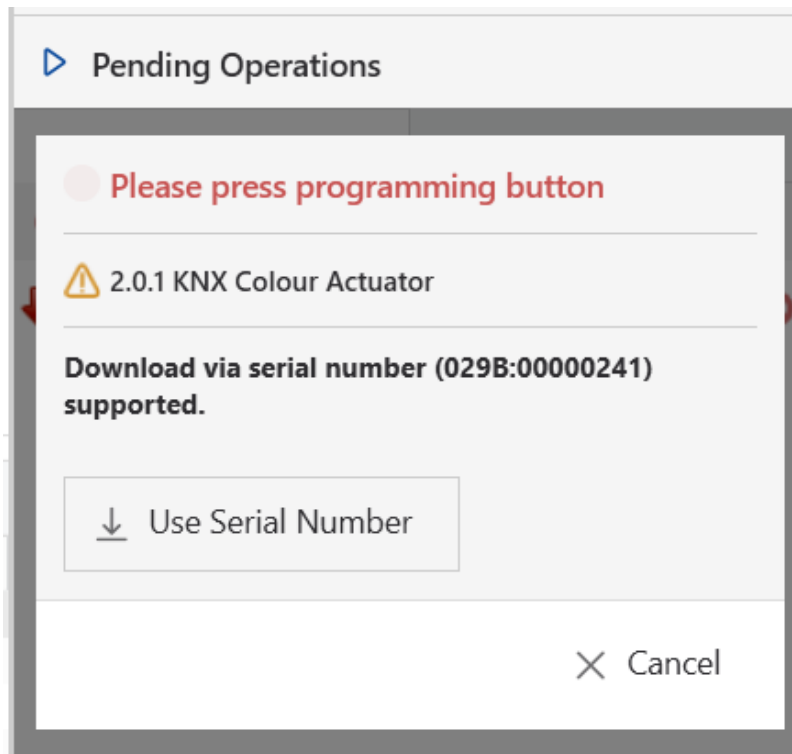 Pending Operations
Please press programming button
2.0.1 KNX Colour Actuator
Download via serial number (029B:00000241)
supported.
Use Serial Number
Cancel